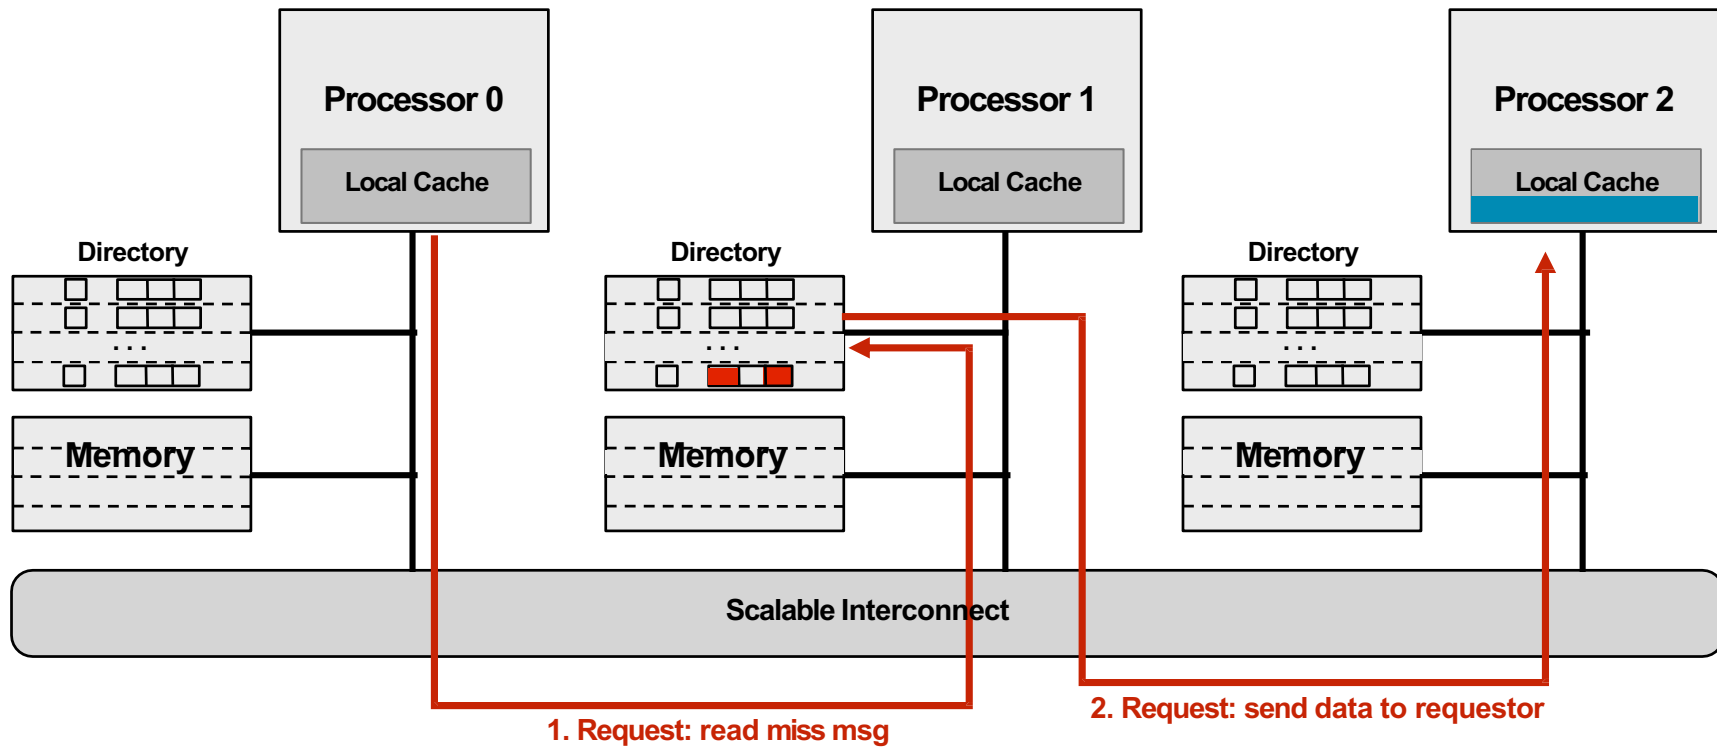 Processor 0
Processor 1
Processor 2
Local Cache
Local Cache
Local Cache
Directory
Directory
Directory
. . .
. . .
. . .
Memory
Memory
Memory
Scalable Interconnect
1. Request: read miss msg
2. Request: send data to requestor